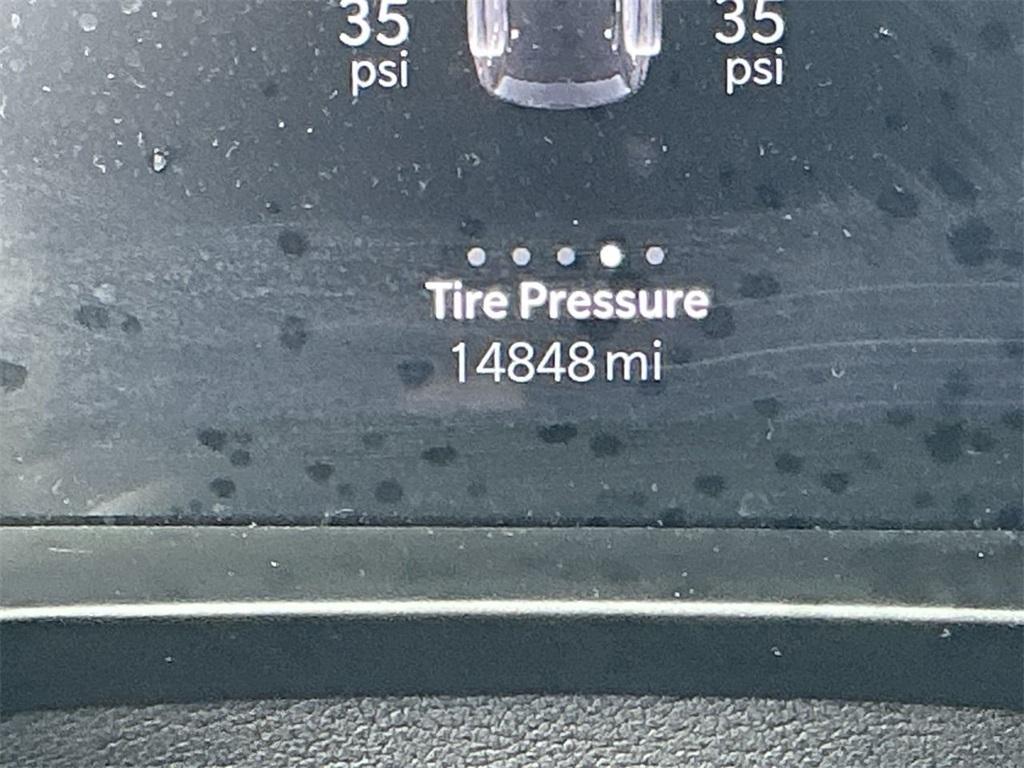 35 35
psi psi
Tire Pressure
14848 mi